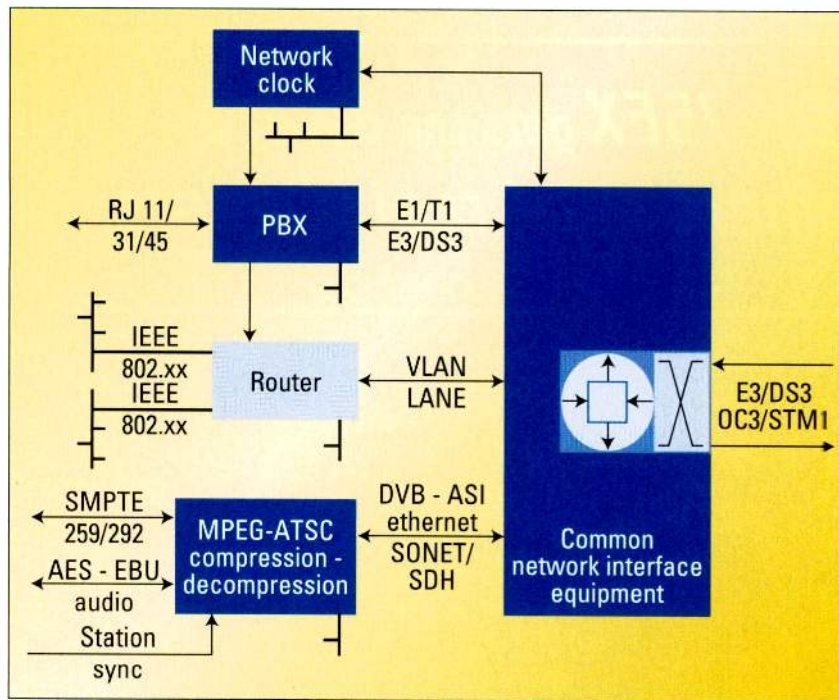 Network
clock
RJ 11/
31/45
PBX
E1/T1
E3/DS3
IEEE
802.xx
IEEE
802.xx
Router
VLAN
LANE
E3/DS3
OC3/STM1
SMPTE
259/292
AES - EBU
audio
Station
sync
MPEG-ATSC
compression -
decompression
DVB - ASI
ethernet
SONET/
SDH
Common
network interface
equipment